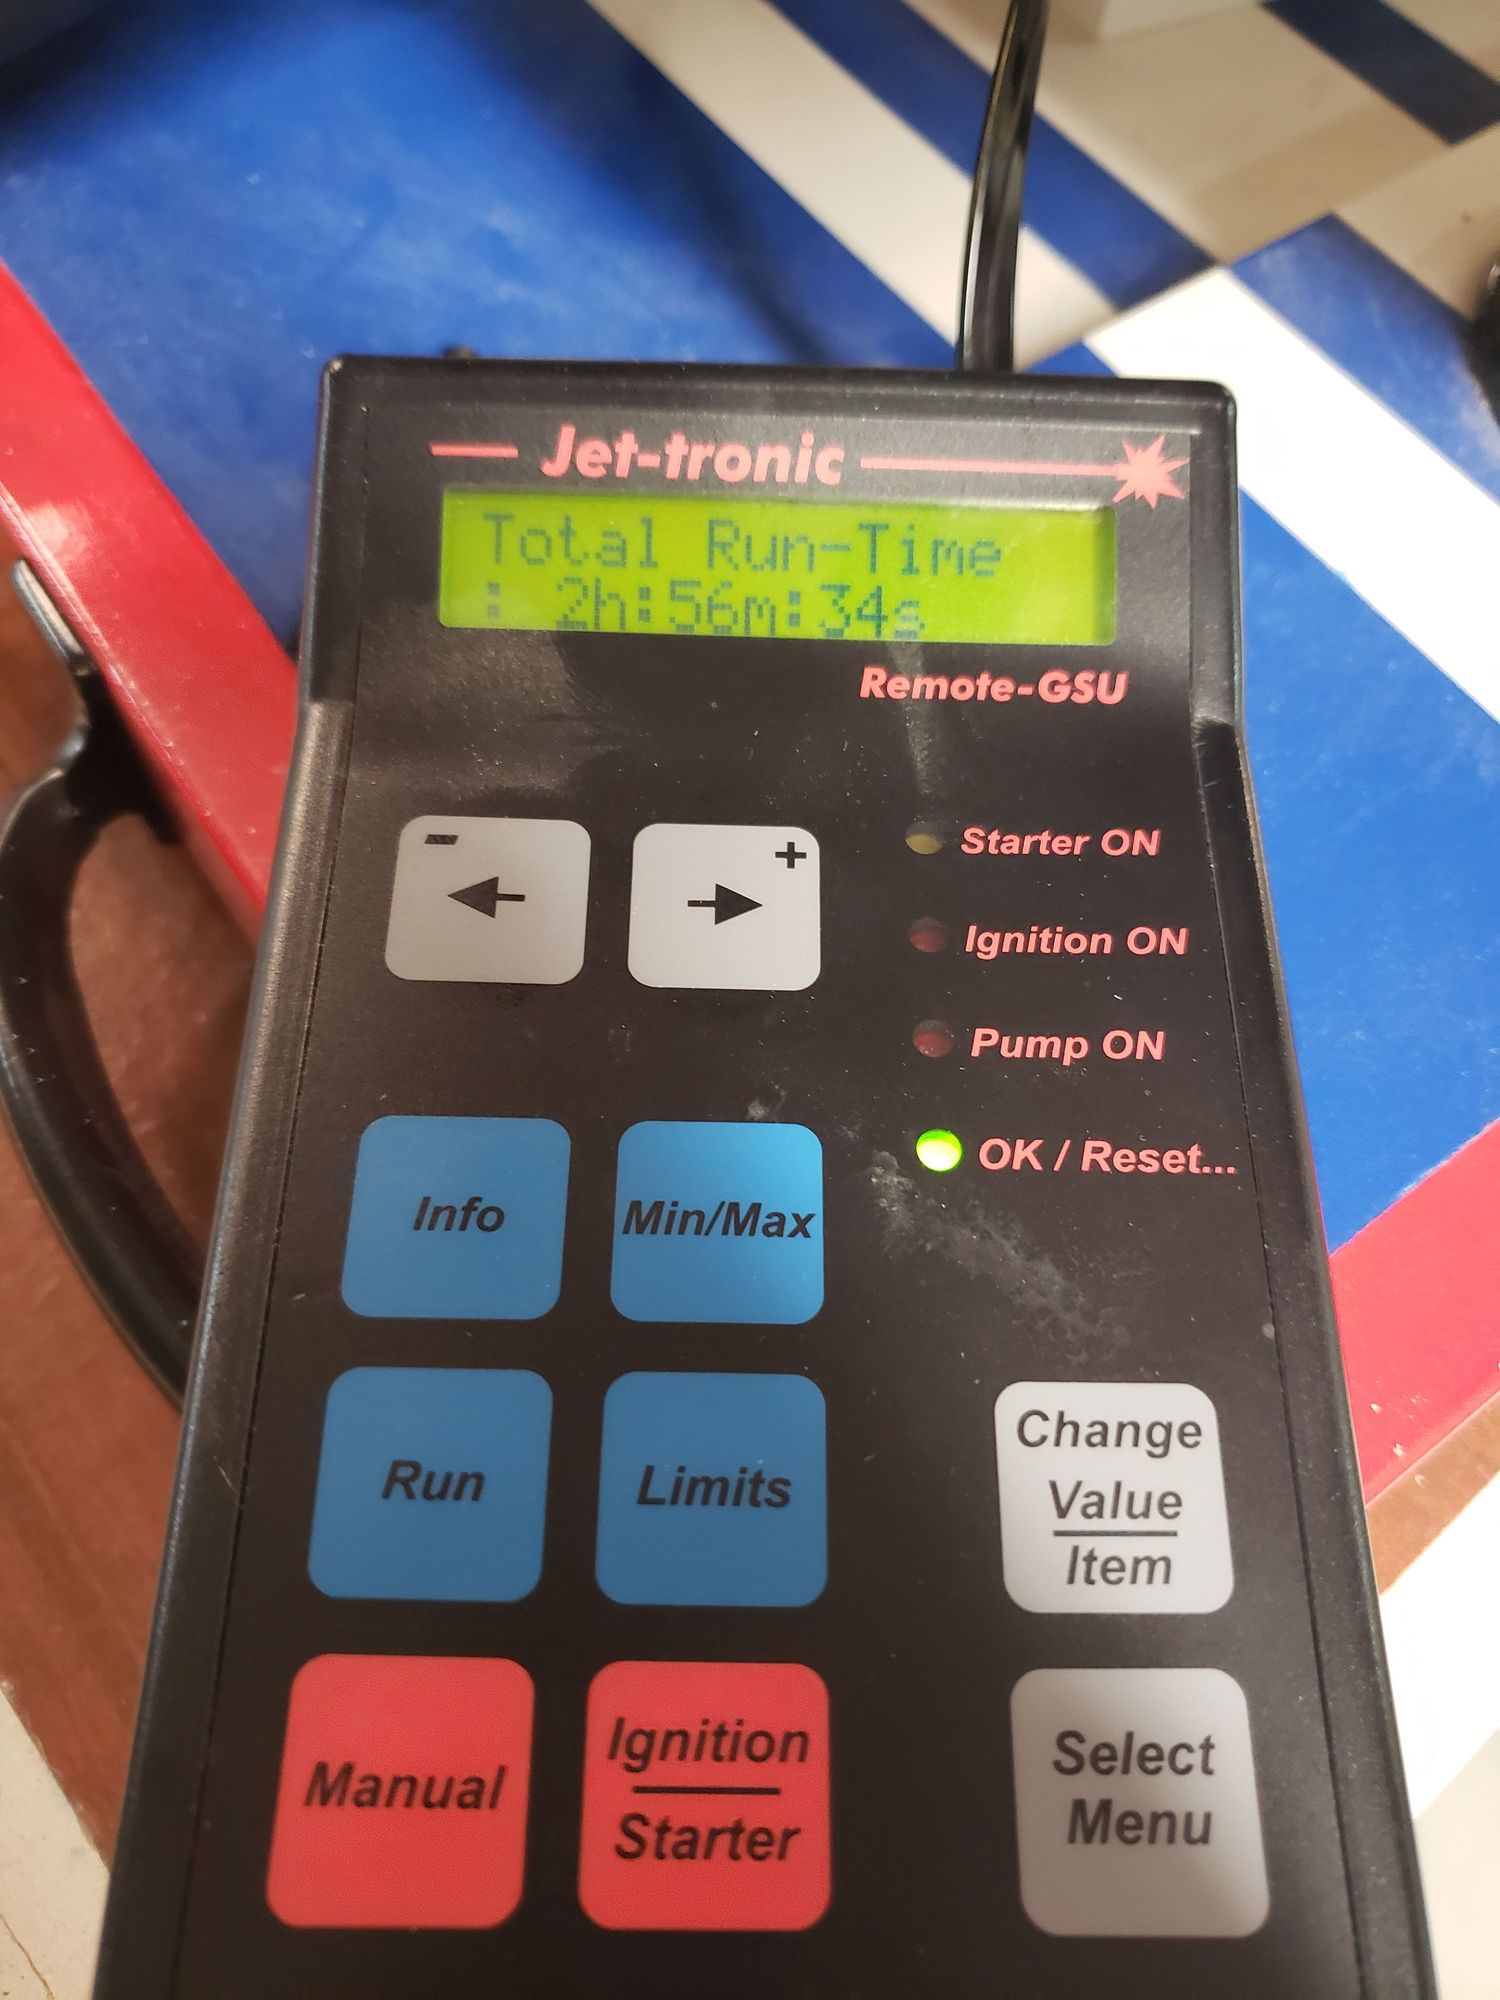 Jet-tronic
Total Run-Time
: 2h:56m:34s
Remote-GSU
-
+
Starter ON
Ignition ON
Pump ON
OK / Reset...
Info
Min/Max
Run
Limits
Change
Value
Item
Manual
Ignition
Starter
Select
Menu